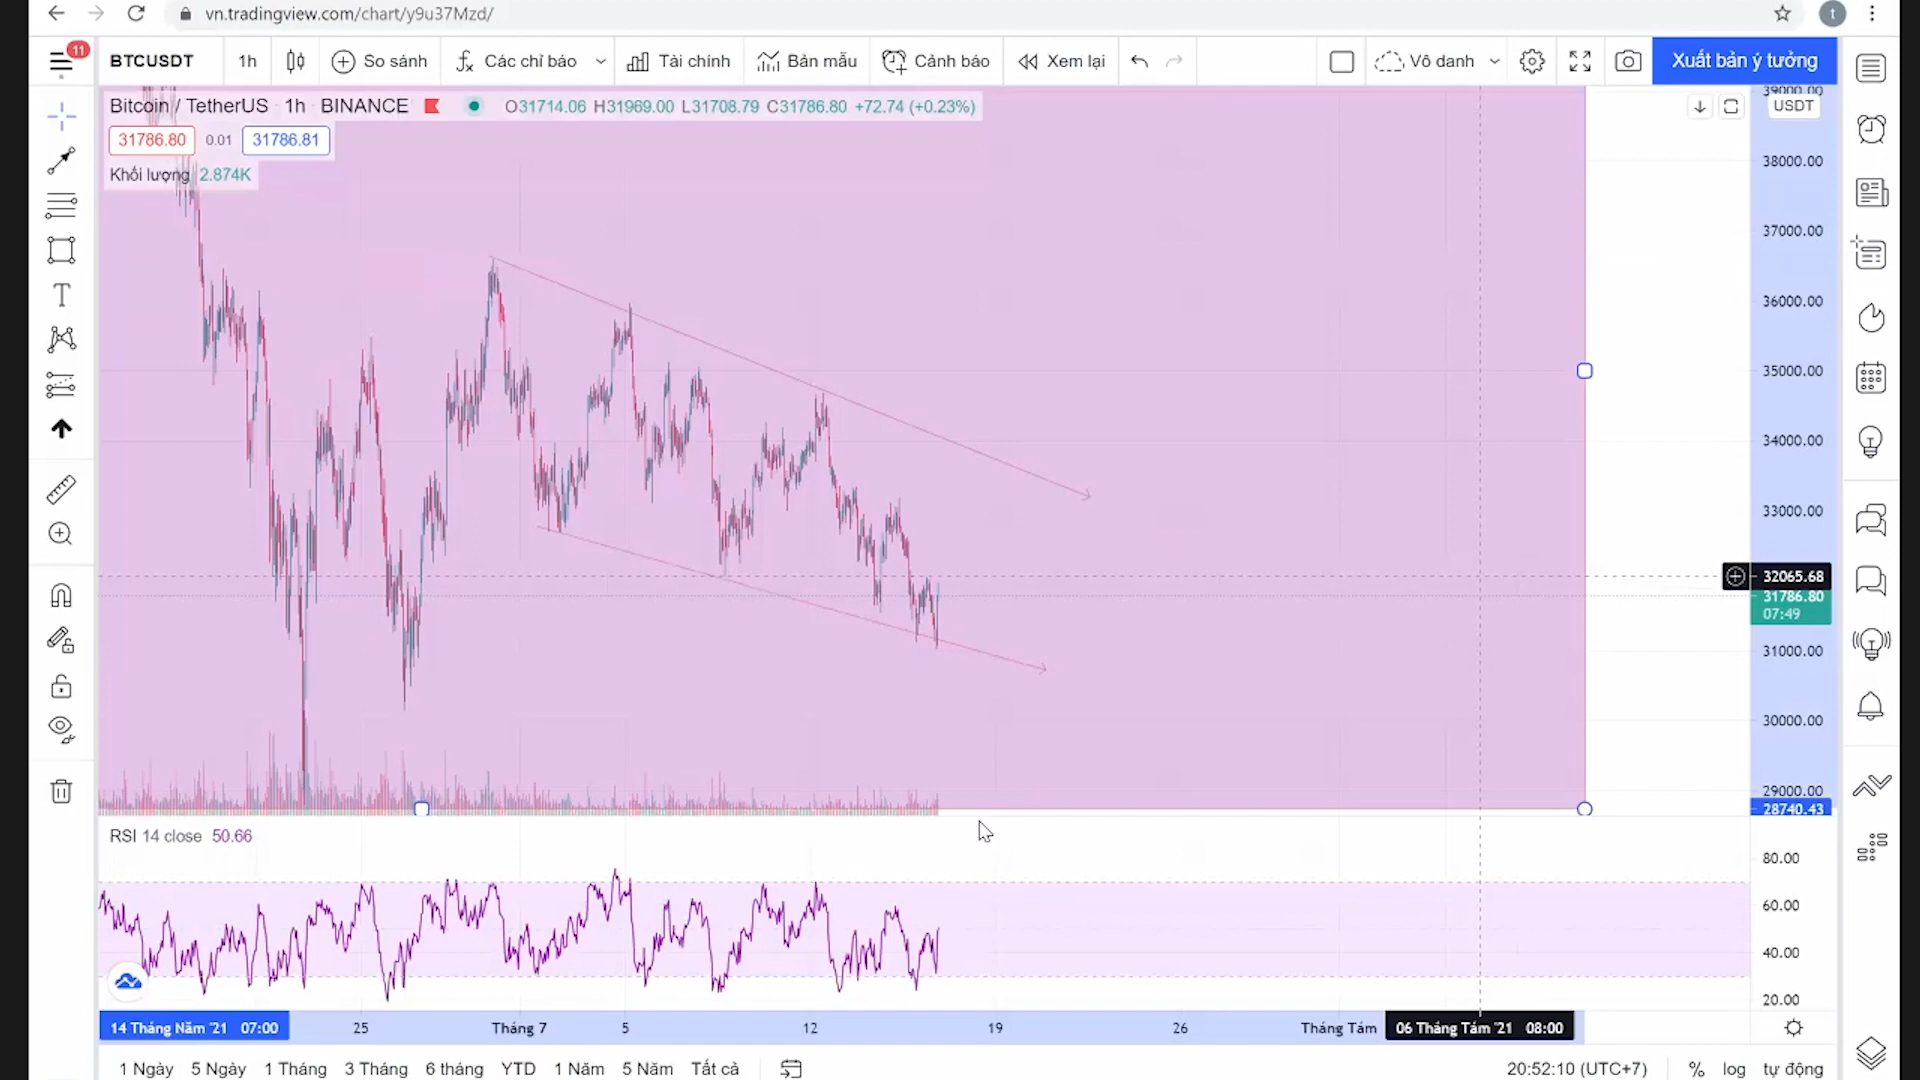 vn.tradingview.com/chart/y9u37Mzd/
t
11
BTCUSDT 1h So sánh Các chỉ báo Tài chính Bản mẫu Cảnh báo Xem lại Vô danh Xuất bản ý tưởng
Bitcoin / TetherUS · 1h · BINANCE O31714.06 H31969.00 L31708.79 C31786.80 +72.74 (+0.23%)
USDT
31786.80 0.01 31786.81
Khối lượng 2.874K
39000.00
38000.00
37000.00
36000.00
35000.00
34000.00
33000.00
32065.68
31786.80
07:49
31000.00
30000.00
29000.00
28740.43
RSI 14 close 50.66
80.00
60.00
40.00
20.00
14 Tháng Năm '21 07:00 25 Tháng 7 5 12 19 26 Tháng Tám 06 Tháng Tám '21 08:00
1 Ngày 5 Ngày 1 Tháng 3 Tháng 6 tháng YTD 1 Năm 5 Năm Tất cả 20:52:10 (UTC+7) % log tự động